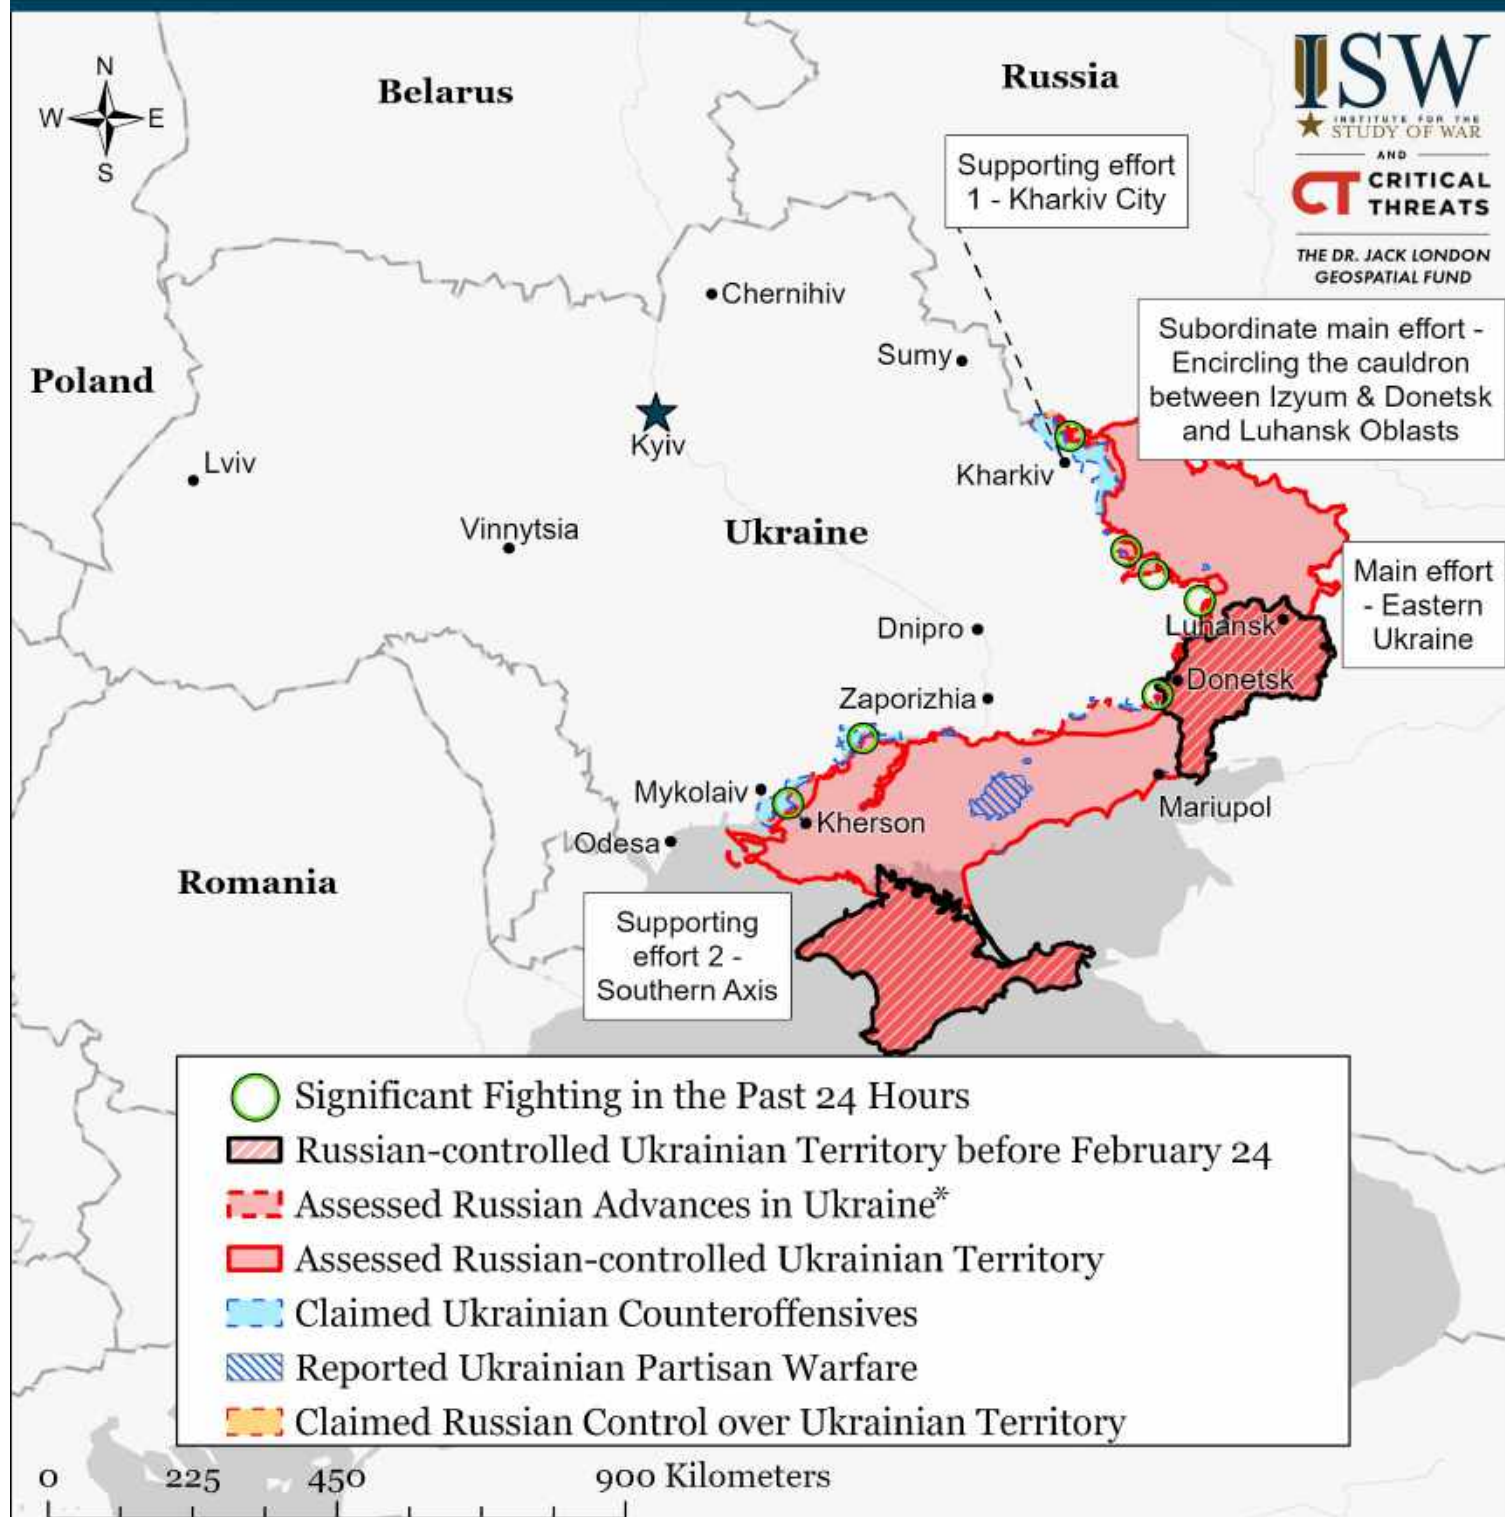 N
W
E
S
Belarus
Russia
ISW
INSTITUTE FOR THE
STUDY OF WAR
AND
CT CRITICAL
THREATS
THE DR. JACK LONDON
GEOSPATIAL FUND
Supporting effort
1 - Kharkiv City
Chernihiv
Subordinate main effort -
Encircling the cauldron
between Izyum & Donetsk
and Luhansk Oblasts
Sumy
Poland
Kyiv
Lviv
Kharkiv
Vinnytsia
Ukraine
Main effort
- Eastern
Ukraine
Dnipro
Luhansk
Donetsk
Zaporizhia
Mykolaiv
Mariupol
Kherson
Odesa
Romania
Supporting
effort 2 -
Southern Axis
Significant Fighting in the Past 24 Hours
Russian-controlled Ukrainian Territory before February 24
Assessed Russian Advances in Ukraine*
Assessed Russian-controlled Ukrainian Territory
Claimed Ukrainian Counteroffensives
Reported Ukrainian Partisan Warfare
Claimed Russian Control over Ukrainian Territory
0 225 450 900 Kilometers